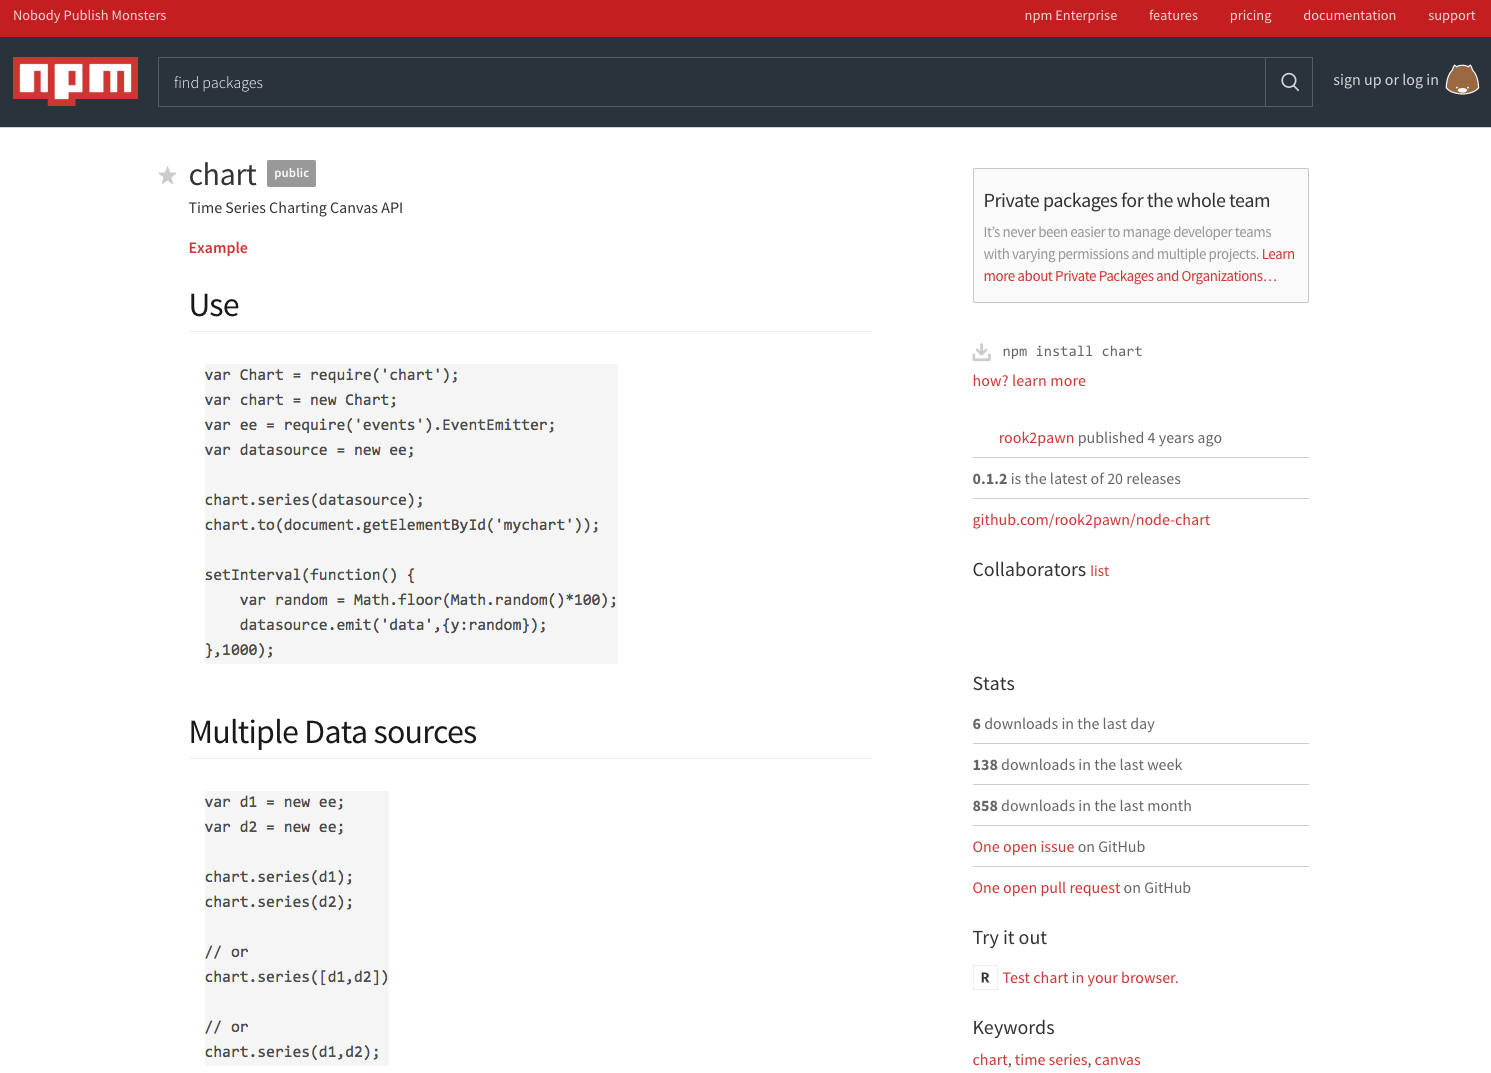 Nobody Publish Monsters
npm Enterprise features pricing documentation support
npm
find packages
sign up or log in
chart public
Time Series Charting Canvas API
Example
Use
var Chart = require('chart');
var chart = new Chart;
var ee = require('events').EventEmitter;
var datasource = new ee;
chart.series(datasource);
chart.to(document.getElementById('mychart'));
setInterval(function() {
    var random = Math.floor(Math.random()*100);
    datasource.emit('data',{y:random});
},1000);
Multiple Data sources
var d1 = new ee;
var d2 = new ee;
chart.series(d1);
chart.series(d2);
// or
chart.series([d1,d2])
// or
chart.series(d1,d2);
Private packages for the whole team
It's never been easier to manage developer teams
with varying permissions and multiple projects. Learn
more about Private Packages and Organizations…
npm install chart
how? learn more
rook2pawn published 4 years ago
0.1.2 is the latest of 20 releases
github.com/rook2pawn/node-chart
Collaborators list
Stats
6 downloads in the last day
138 downloads in the last week
858 downloads in the last month
One open issue on GitHub
One open pull request on GitHub
Try it out
R Test chart in your browser.
Keywords
chart, time series, canvas